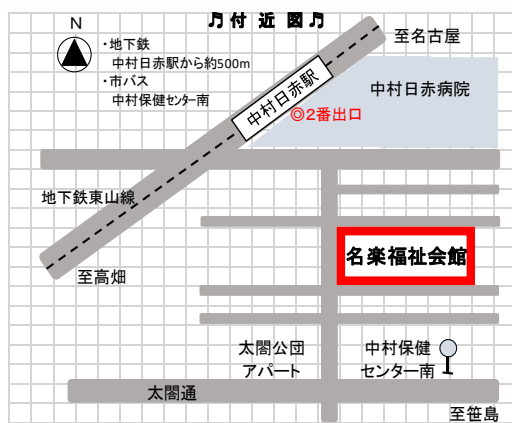 付 近 図
N
・地下鉄
中村日赤駅から約500m
・市バス
中村保健センター南
至名古屋
中村日赤病院
中村日赤駅
◎2番出口
地下鉄東山線
至高畑
名楽福祉会館
太閤公団
アパート
中村保健
センター南
太閤通
至笹島